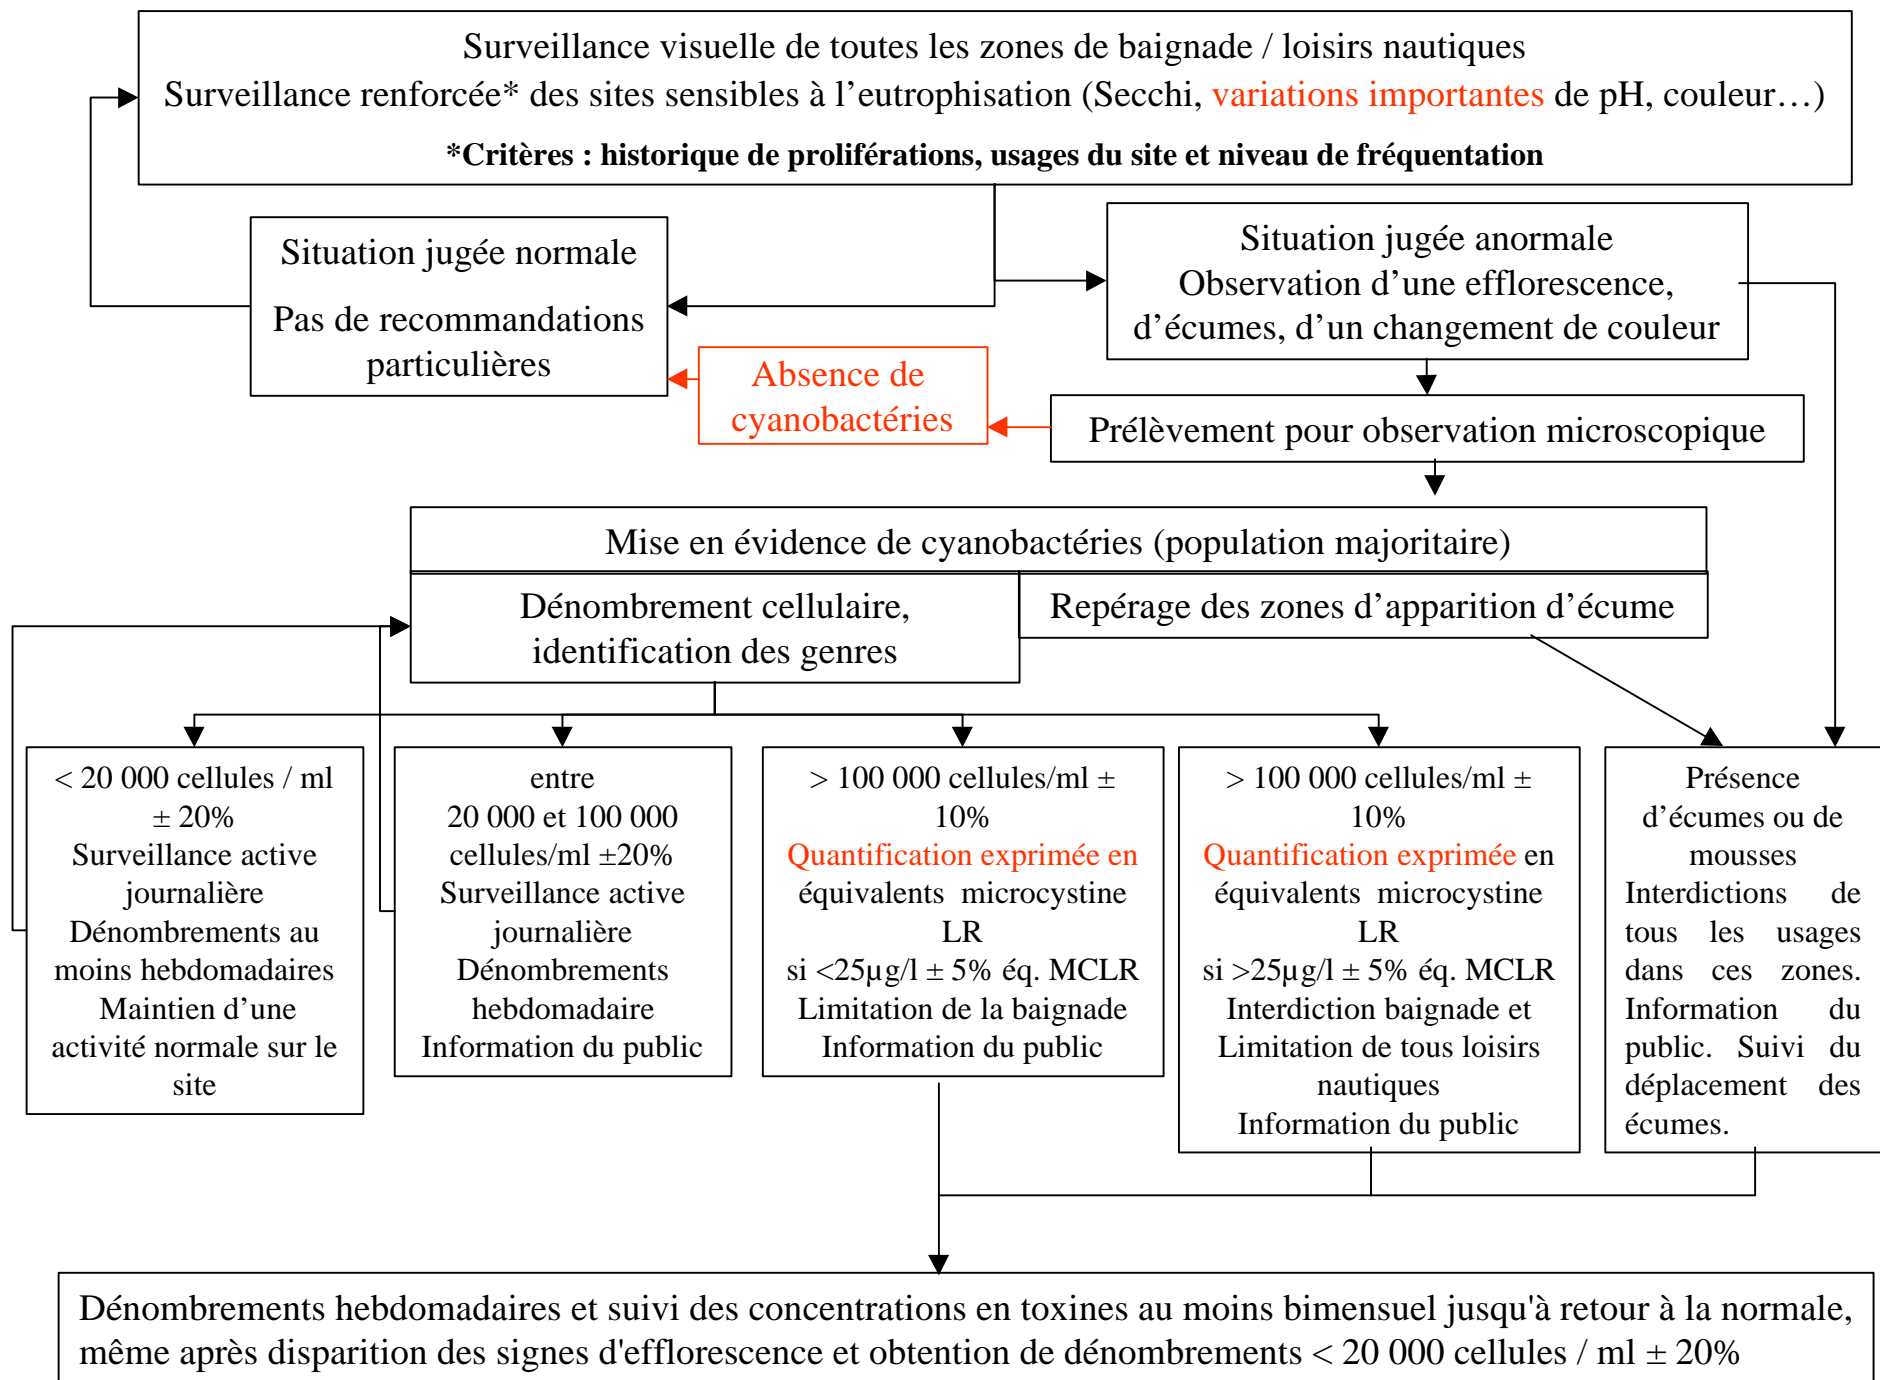 Surveillance visuelle de toutes les zones de baignade / loisirs nautiques
Surveillance renforcée* des sites sensibles à l’eutrophisation (Secchi, variations importantes de pH, couleur…)
*Critères : historique de proliférations, usages du site et niveau de fréquentation
Situation jugée normale
Pas de recommandations
particulières
Situation jugée anormale
Observation d’une efflorescence,
d’écumes, d’un changement de couleur
Absence de
cyanobactéries
Prélèvement pour observation microscopique
Mise en évidence de cyanobactéries (population majoritaire)
Dénombrement cellulaire,
identification des genres
Repérage des zones d’apparition d’écume
< 20 000 cellules / ml
± 20%
Surveillance active
journalière
Dénombrements au
moins hebdomadaires
Maintien d’une
activité normale sur le
site
entre
20 000 et 100 000
cellules/ml ±20%
Surveillance active
journalière
Dénombrements
hebdomadaire
Information du public
> 100 000 cellules/ml ±
10%
Quantification exprimée en
équivalents microcystine
LR
si <25µg/l ± 5% éq. MCLR
Limitation de la baignade
Information du public
> 100 000 cellules/ml ±
10%
Quantification exprimée en
équivalents microcystine
LR
si >25µg/l ± 5% éq. MCLR
Interdiction baignade et
Limitation de tous loisirs
nautiques
Information du public
Présence
d’écumes ou de
mousses
Interdictions de
tous les usages
dans ces zones.
Information du
public. Suivi du
déplacement des
écumes.
Dénombrements hebdomadaires et suivi des concentrations en toxines au moins bimensuel jusqu'à retour à la normale,
même après disparition des signes d'efflorescence et obtention de dénombrements < 20 000 cellules / ml ± 20%